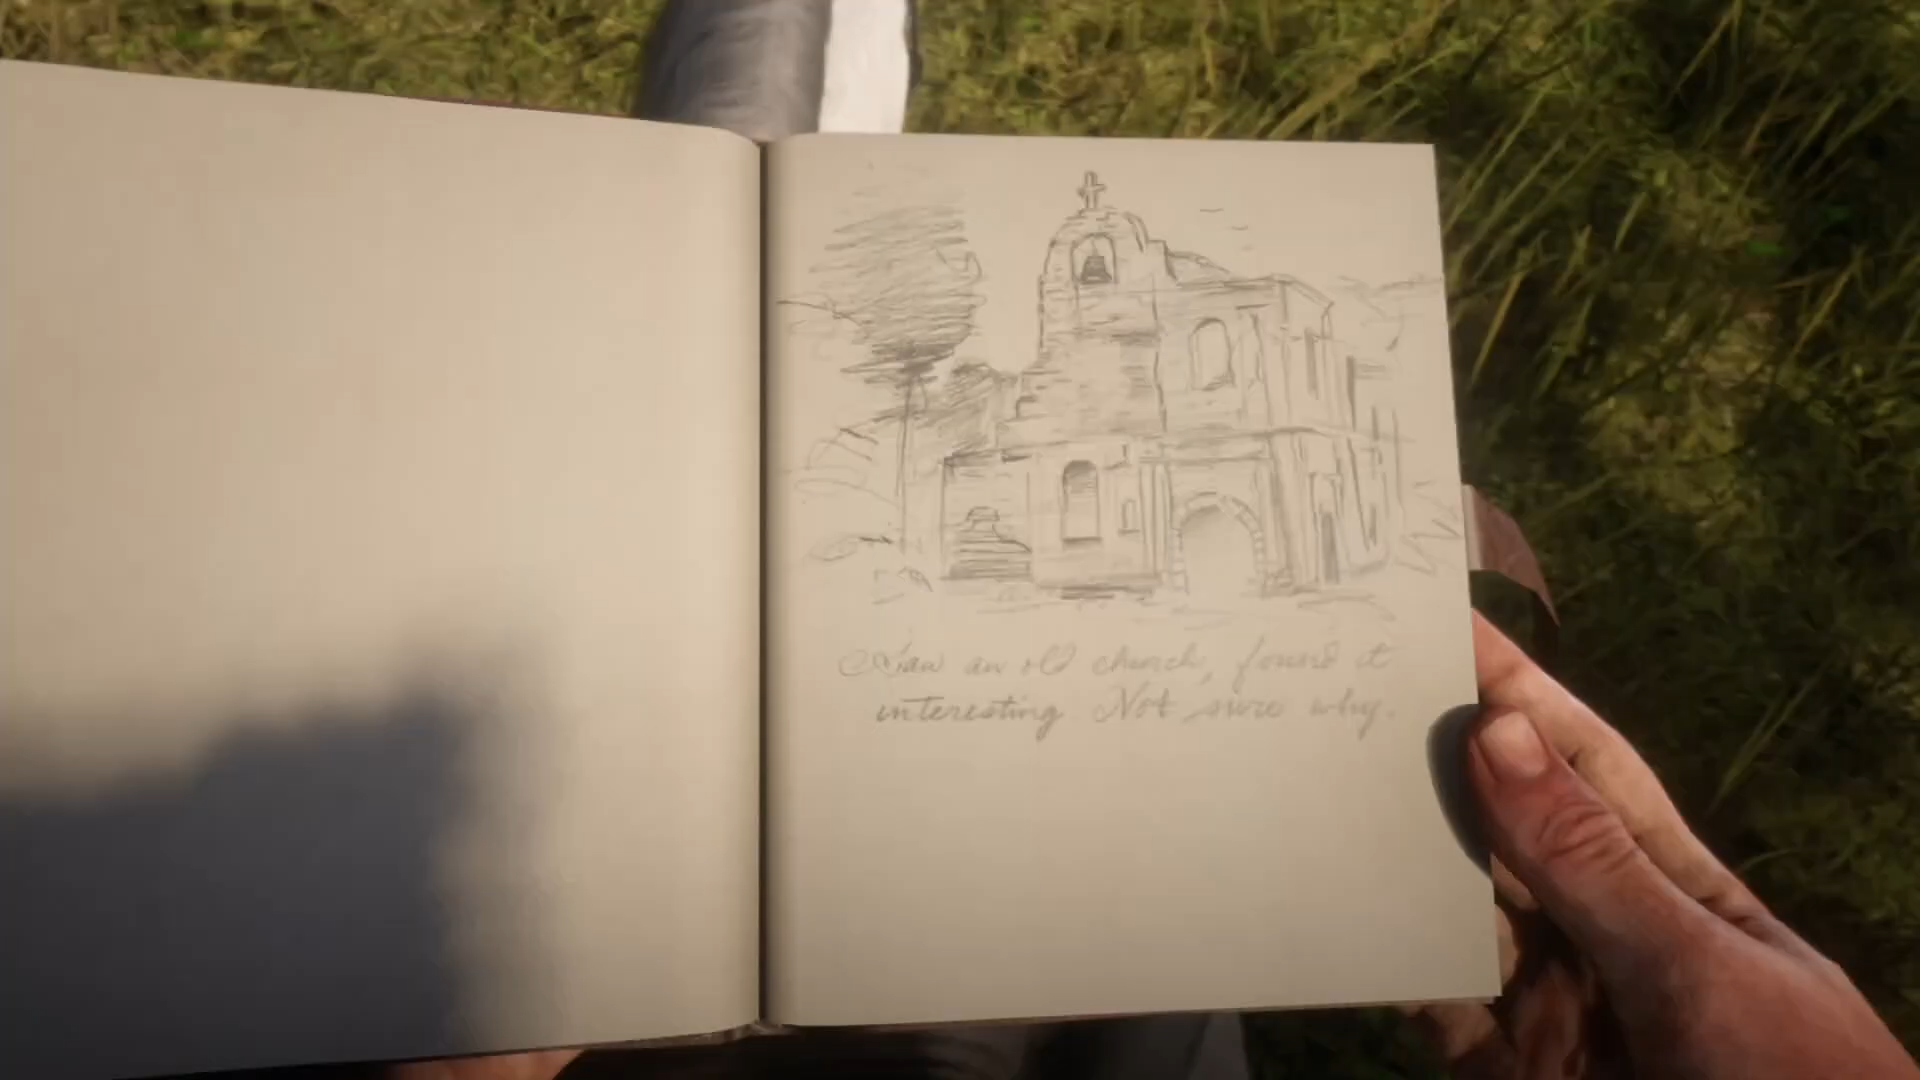 Saw an old church, found it
interesting Not sure why.